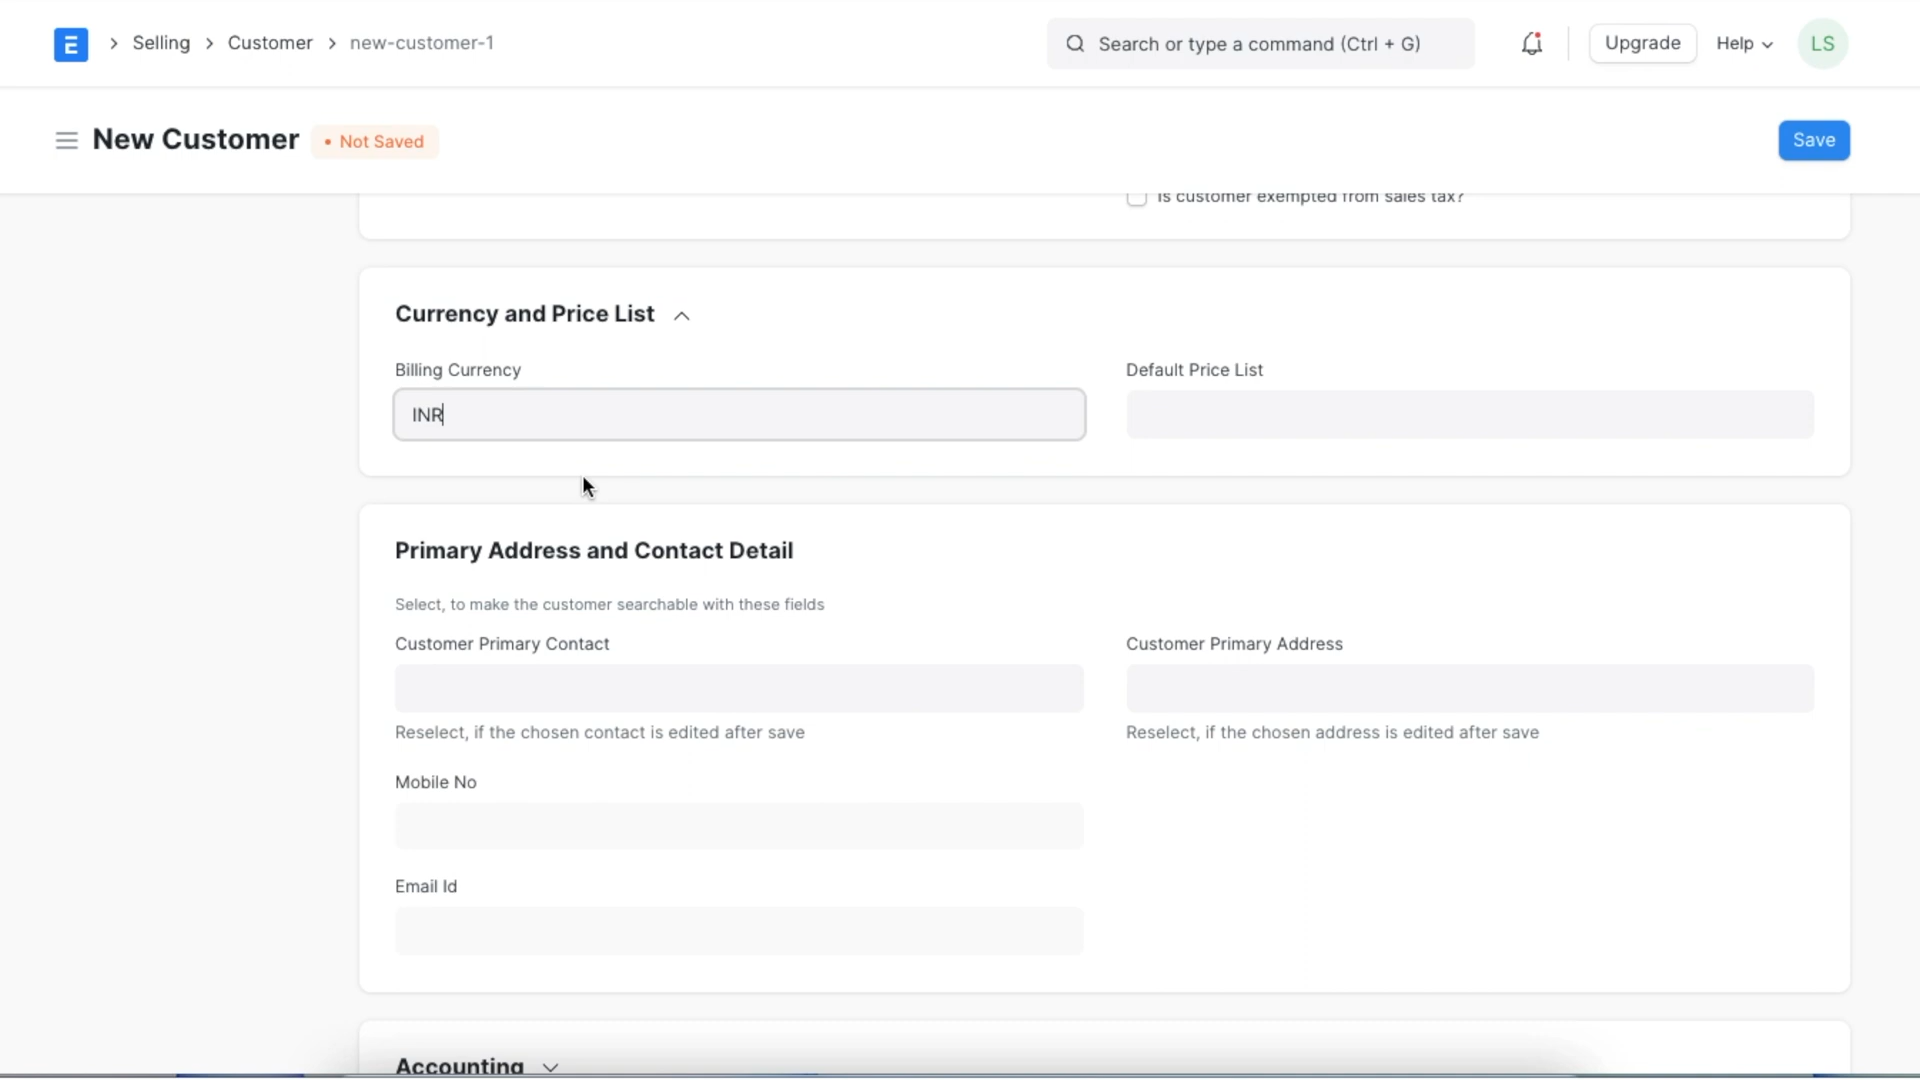 E Selling Customer new-customer-1 Search or type a command (Ctrl + G) Upgrade Help LS
New Customer • Not Saved Save
Is customer exempted from sales tax?
Currency and Price List
Billing Currency Default Price List
INR
Primary Address and Contact Detail
Select, to make the customer searchable with these fields
Customer Primary Contact Customer Primary Address
Reselect, if the chosen contact is edited after save Reselect, if the chosen address is edited after save
Mobile No
Email Id
Accounting